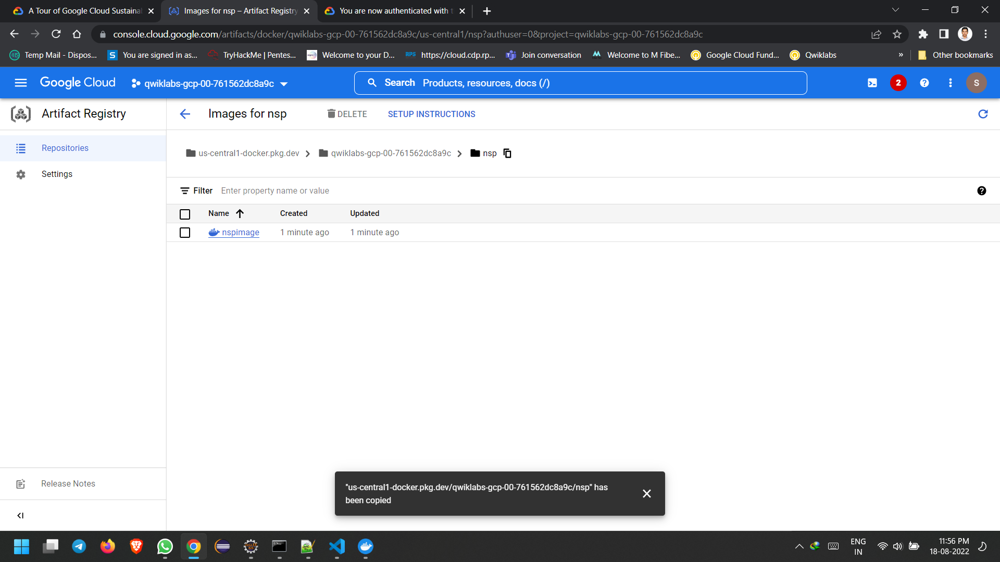 A Tour of Google Cloud Sustaina
Images for nsp – Artifact Registry
You are now authenticated with t
console.cloud.google.com/artifacts/docker/qwiklabs-gcp-00-761562dc8a9c/us-central1/nsp?authuser=0&project=qwiklabs-gcp-00-761562dc8a9c
Temp Mail - Dispos...
S
You are signed in as...
TryHackMe | Pentes...
Welcome to your D...
RPS
https://cloud.cdp.rp...
Join conversation
Welcome to M Fibe...
Google Cloud Fund...
Qwiklabs
»
Other bookmarks
Google Cloud
qwiklabs-gcp-00-761562dc8a9c
Search Products, resources, docs (/)
2
S
Artifact Registry
Images for nsp
DELETE
SETUP INSTRUCTIONS
Repositories
Settings
us-central1-docker.pkg.dev
qwiklabs-gcp-00-761562dc8a9c
nsp
Filter Enter property name or value
Name Created Updated
nspimage 1 minute ago 1 minute ago
Release Notes
"us-central1-docker.pkg.dev/qwiklabs-gcp-00-761562dc8a9c/nsp" has
been copied
ENG
IN
11:56 PM
18-08-2022